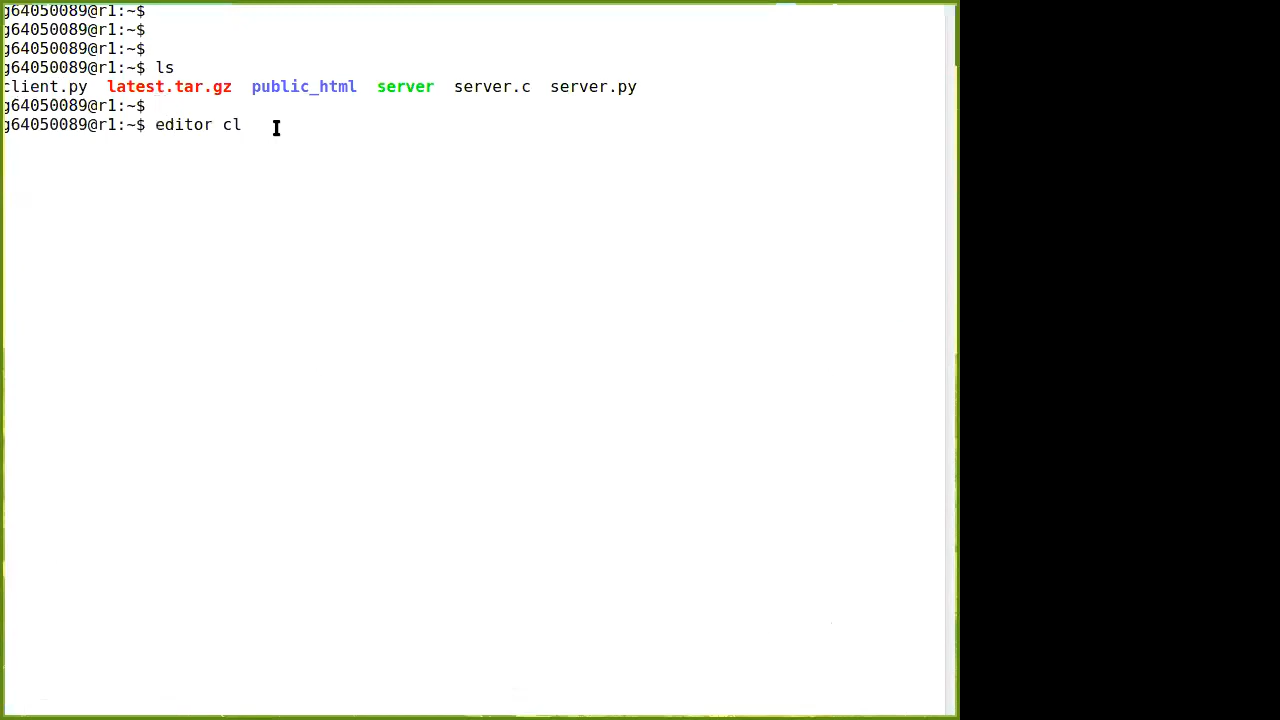 g64050089@r1:~$
g64050089@r1:~$
g64050089@r1:~$
g64050089@r1:~$ ls
client.py  latest.tar.gz  public_html  server  server.c  server.py
g64050089@r1:~$
g64050089@r1:~$ editor cl